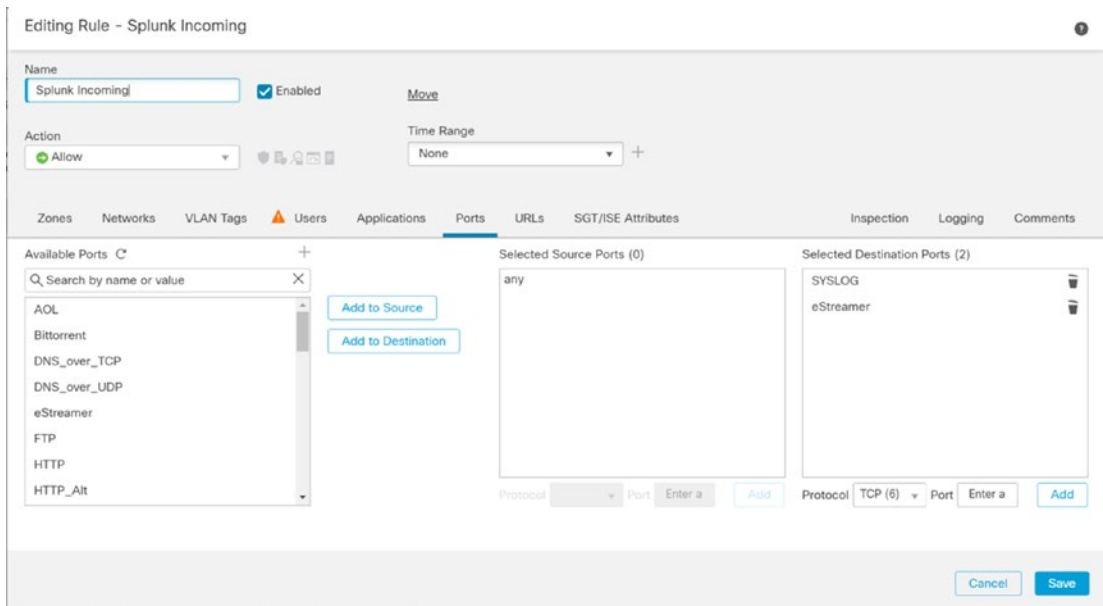 Editing Rule - Splunk Incoming
Name
Splunk Incoming
Enabled
Move
Action
Allow
Time Range
None
Zones Networks VLAN Tags Users Applications Ports URLs SGT/ISE Attributes Inspection Logging Comments
Available Ports
Search by name or value
AOL
Bittorrent
DNS_over_TCP
DNS_over_UDP
eStreamer
FTP
HTTP
HTTP_Alt
Add to Source
Add to Destination
Selected Source Ports (0)
any
Protocol Port Enter a Add
Selected Destination Ports (2)
SYSLOG
eStreamer
Protocol TCP (6) Port Enter a Add
Cancel Save